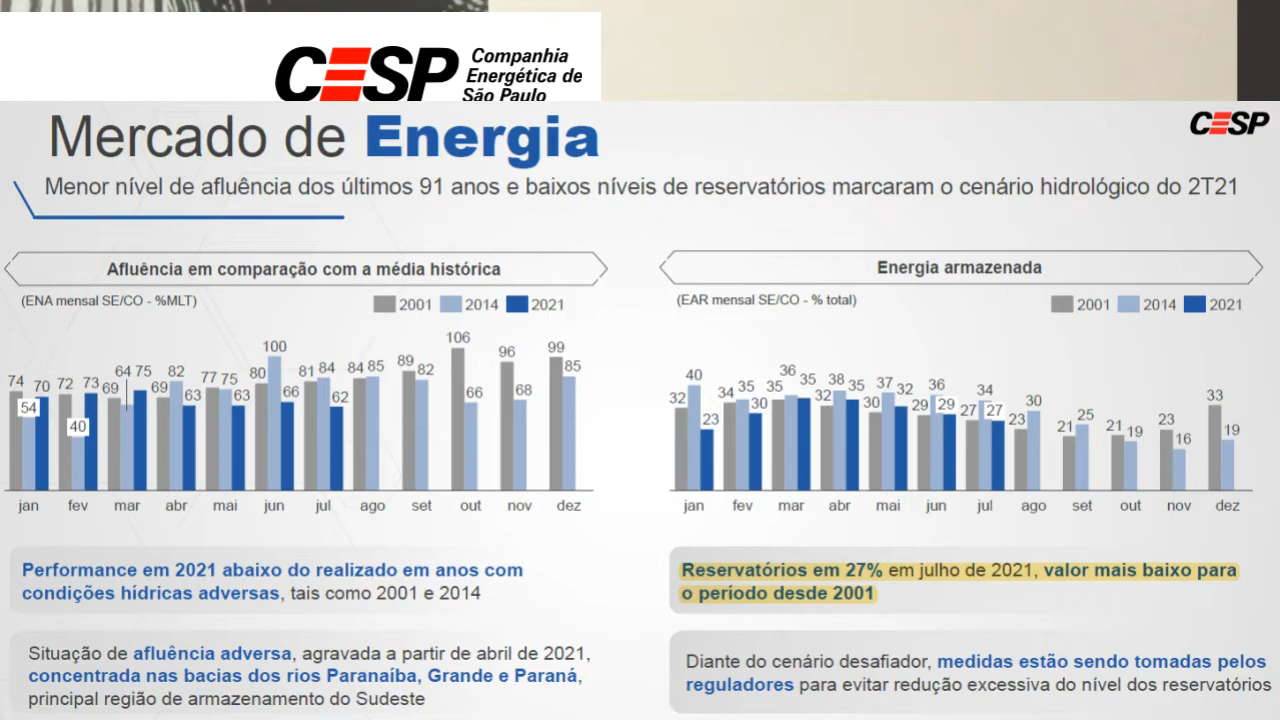 CESP Companhia
Energética de
São Paulo
Mercado de Energia
CESP
Menor nível de afluência dos últimos 91 anos e baixos níveis de reservatórios marcaram o cenário hidrológico do 2T21
Afluência em comparação com a média histórica
(ENA mensal SE/CO - %MLT)
2001 2014 2021
74 54 70 72 40 73 69 64 75 69 82 63 77 75 63 80 100 66 81 84 62 84 85 89 82 106 66 96 68 99 85
jan fev mar abr mai jun jul ago set out nov dez
Energia armazenada
(EAR mensal SE/CO - % total)
2001 2014 2021
32 40 23 34 35 30 35 36 35 32 38 35 30 37 32 29 36 29 27 34 27 23 30 21 25 21 19 23 16 33 19
jan fev mar abr mai jun jul ago set out nov dez
Performance em 2021 abaixo do realizado em anos com
condições hídricas adversas, tais como 2001 e 2014
Situação de afluência adversa, agravada a partir de abril de 2021,
concentrada nas bacias dos rios Paranaíba, Grande e Paraná,
principal região de armazenamento do Sudeste
Reservatórios em 27% em julho de 2021, valor mais baixo para
o período desde 2001
Diante do cenário desafiador, medidas estão sendo tomadas pelos
reguladores para evitar redução excessiva do nível dos reservatórios